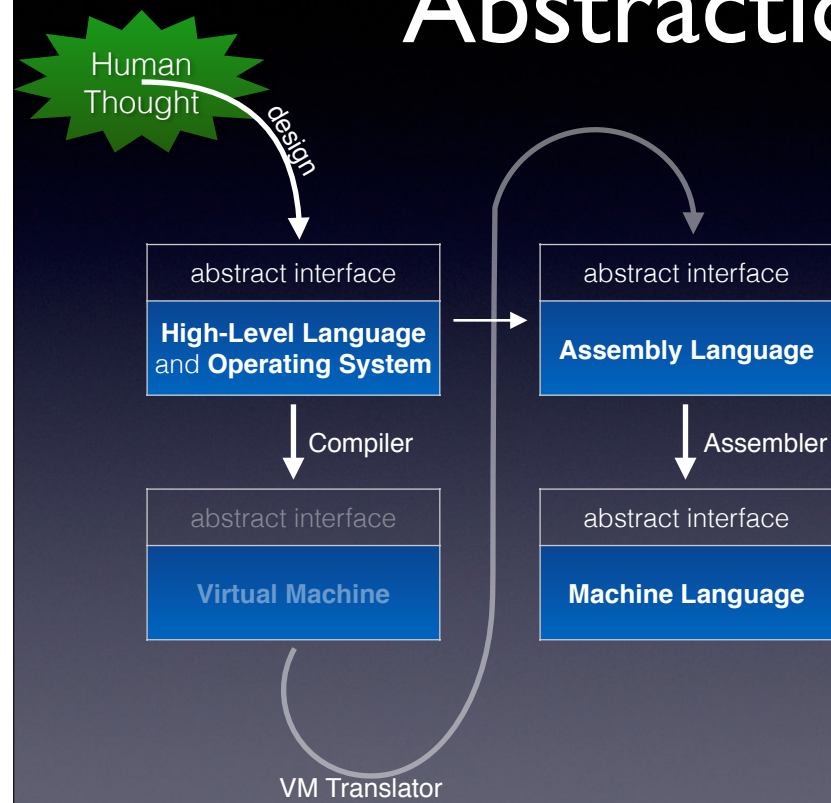 Abstractio
Human
Thought
design
abstract interface
High-Level Language
and Operating System
Compiler
abstract interface
Virtual Machine
VM Translator
abstract interface
Assembly Language
Assembler
abstract interface
Machine Language